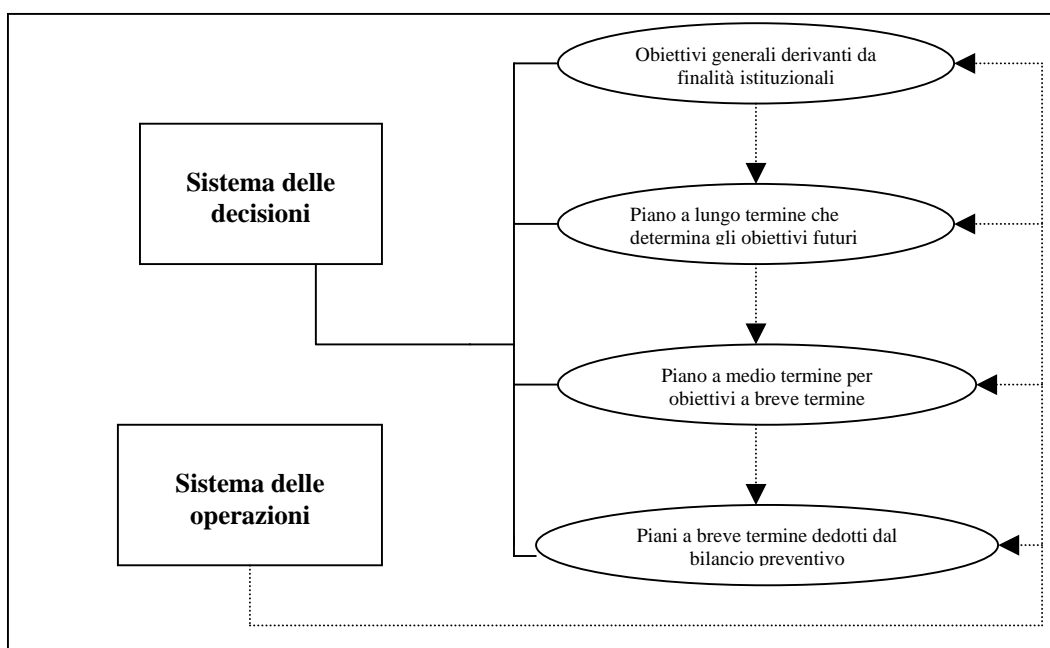 Obiettivi generali derivanti da
finalità istituzionali
Sistema delle
decisioni
Piano a lungo termine che
determina gli obiettivi futuri
Piano a medio termine per
obiettivi a breve termine
Sistema delle
operazioni
Piani a breve termine dedotti dal
bilancio preventivo